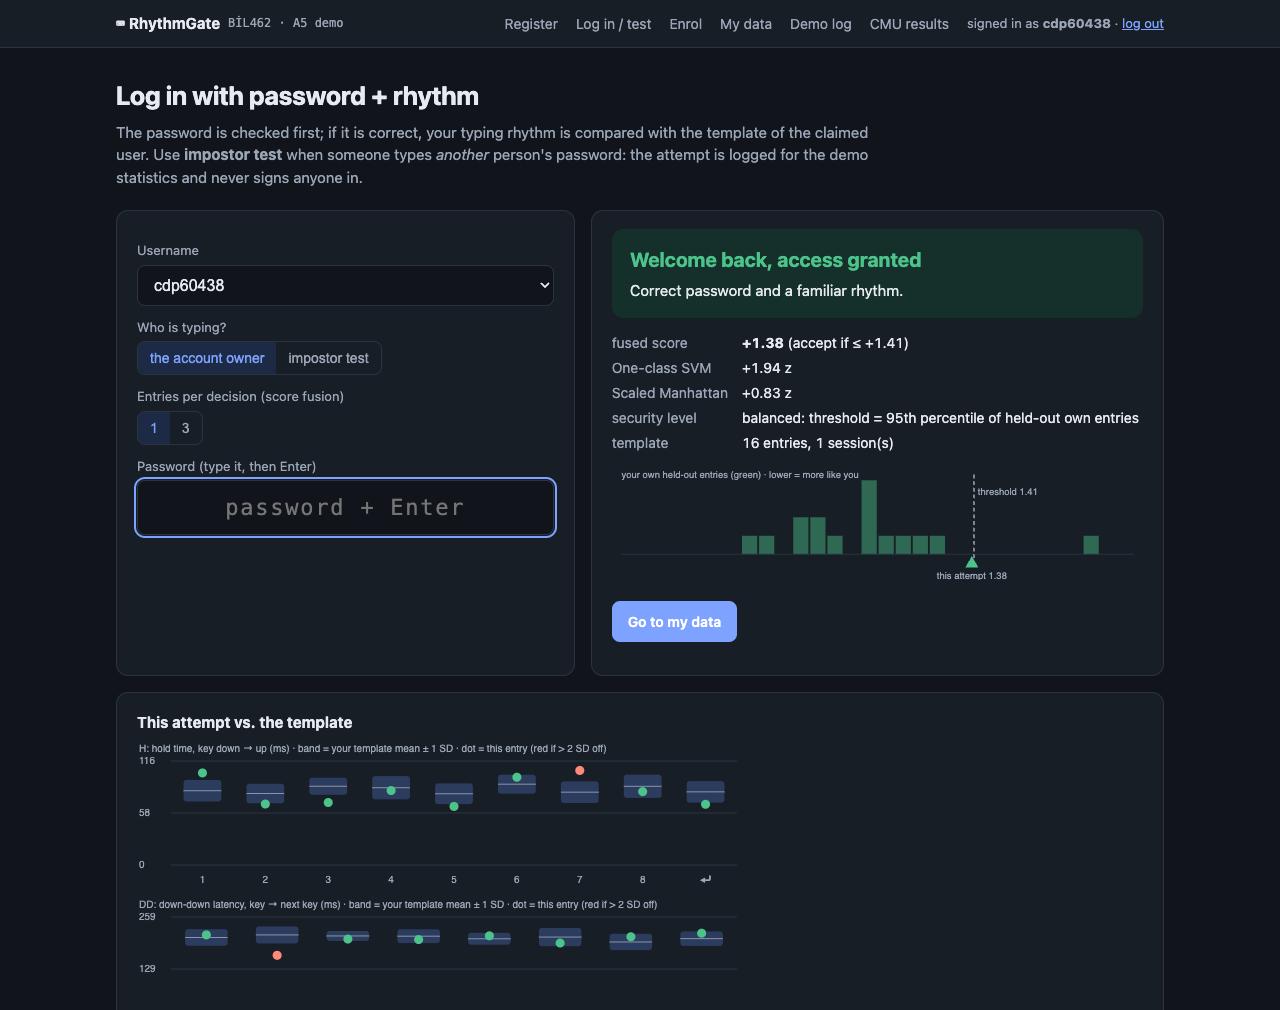 RhythmGate BİL462 · A5 demo
Register Log in / test Enrol My data Demo log CMU results signed in as cdp60438 · log out
Log in with password + rhythm
The password is checked first; if it is correct, your typing rhythm is compared with the template of the claimed
user. Use impostor test when someone types another person's password: the attempt is logged for the demo
statistics and never signs anyone in.
Username
cdp60438
Who is typing?
the account owner impostor test
Entries per decision (score fusion)
1 3
Password (type it, then Enter)
password + Enter
Welcome back, access granted
Correct password and a familiar rhythm.
fused score +1.38 (accept if ≤ +1.41)
One-class SVM +1.94 z
Scaled Manhattan +0.83 z
security level balanced: threshold = 95th percentile of held-out own entries
template 16 entries, 1 session(s)
your own held-out entries (green) · lower = more like you
threshold 1.41
this attempt 1.38
Go to my data
This attempt vs. the template
H: hold time, key down → up (ms) · band = your template mean ± 1 SD · dot = this entry (red if > 2 SD off)
116
58
0
1 2 3 4 5 6 7 8 ↵
DD: down-down latency, key → next key (ms) · band = your template mean ± 1 SD · dot = this entry (red if > 2 SD off)
259
129